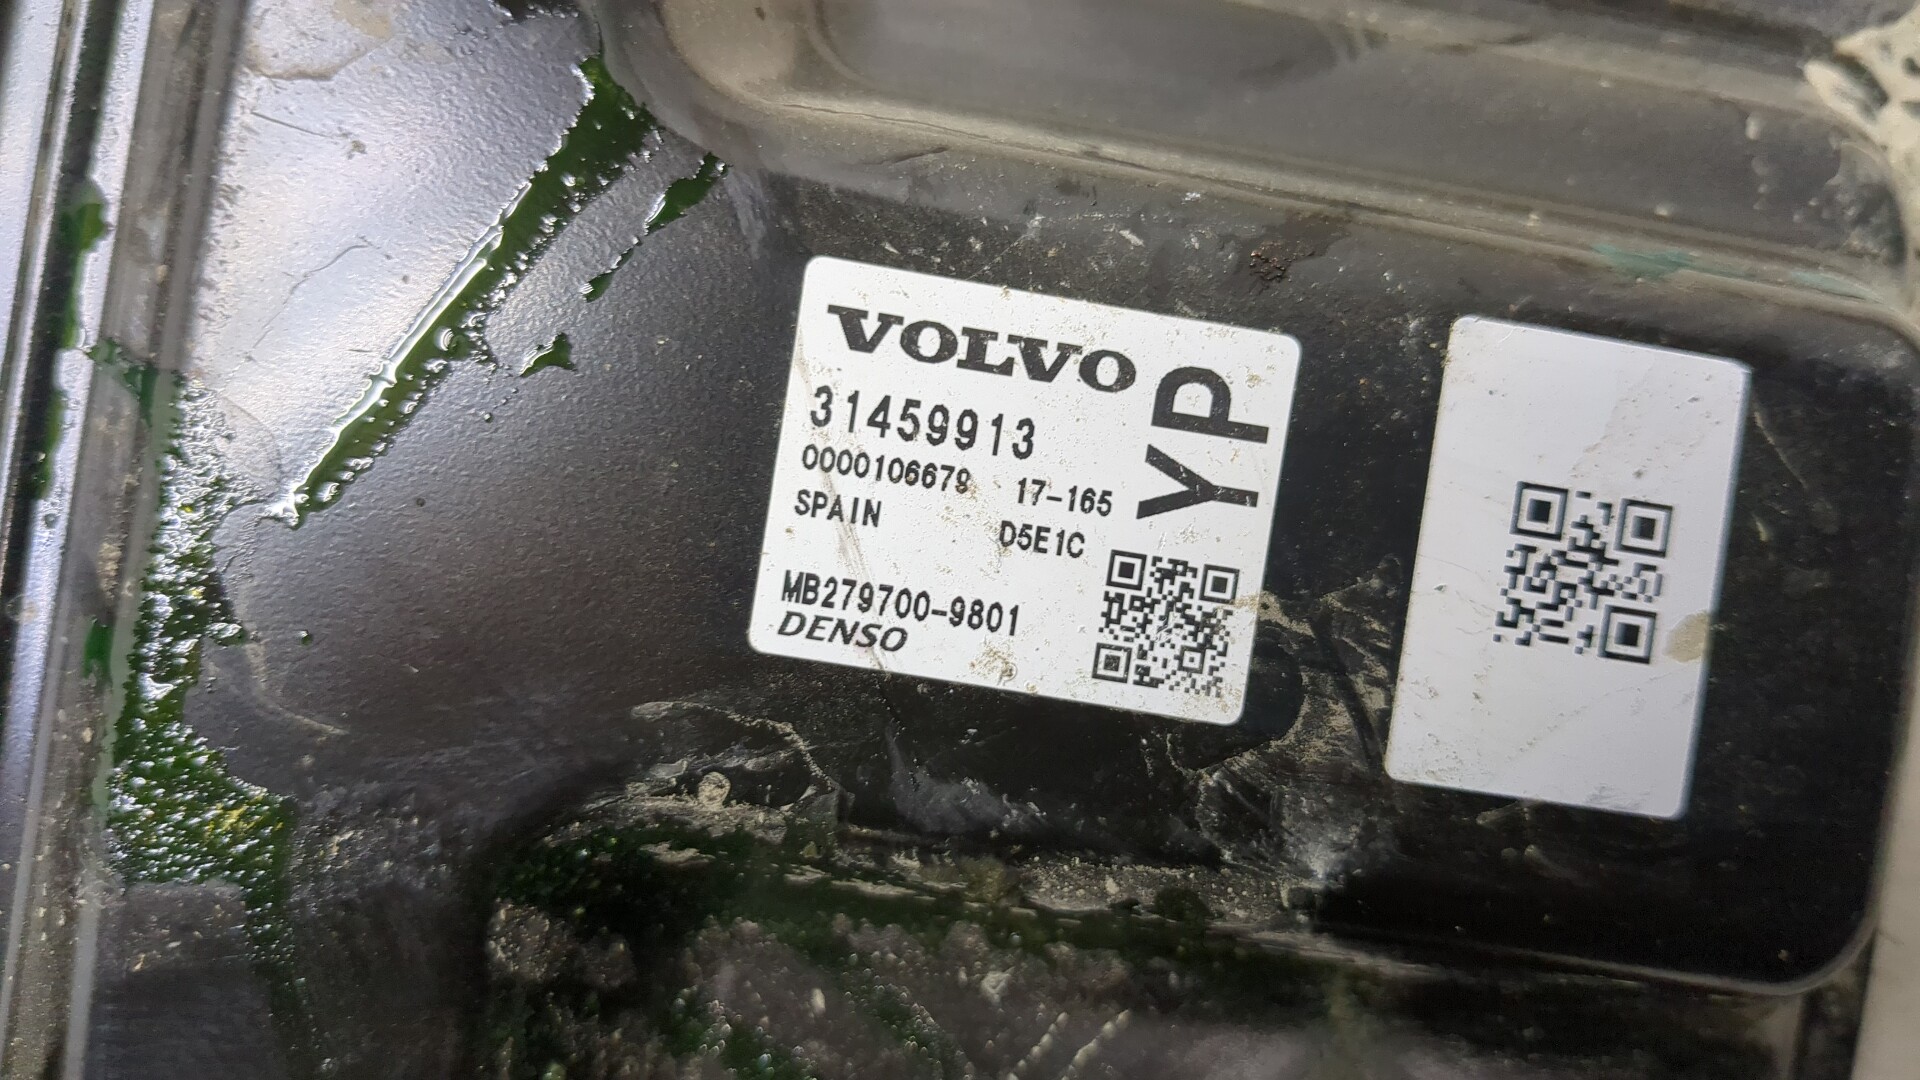 VOLVO
YP
31459913
0000106679 17-165
SPAIN D5E1C
MB279700-9801
DENSO